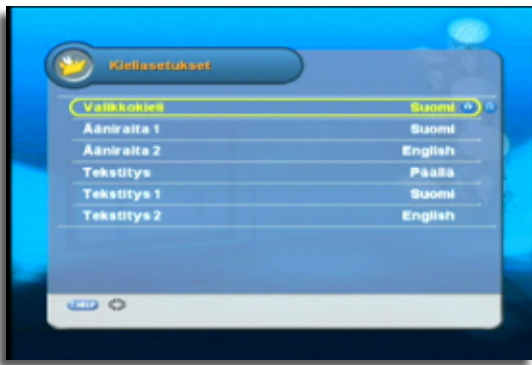 Kieliasetukset
Valikkokieli Suomi
Ääniraita 1 Suomi
Ääniraita 2 English
Tekstitys Päällä
Tekstitys 1 Suomi
Tekstitys 2 English
?HELP